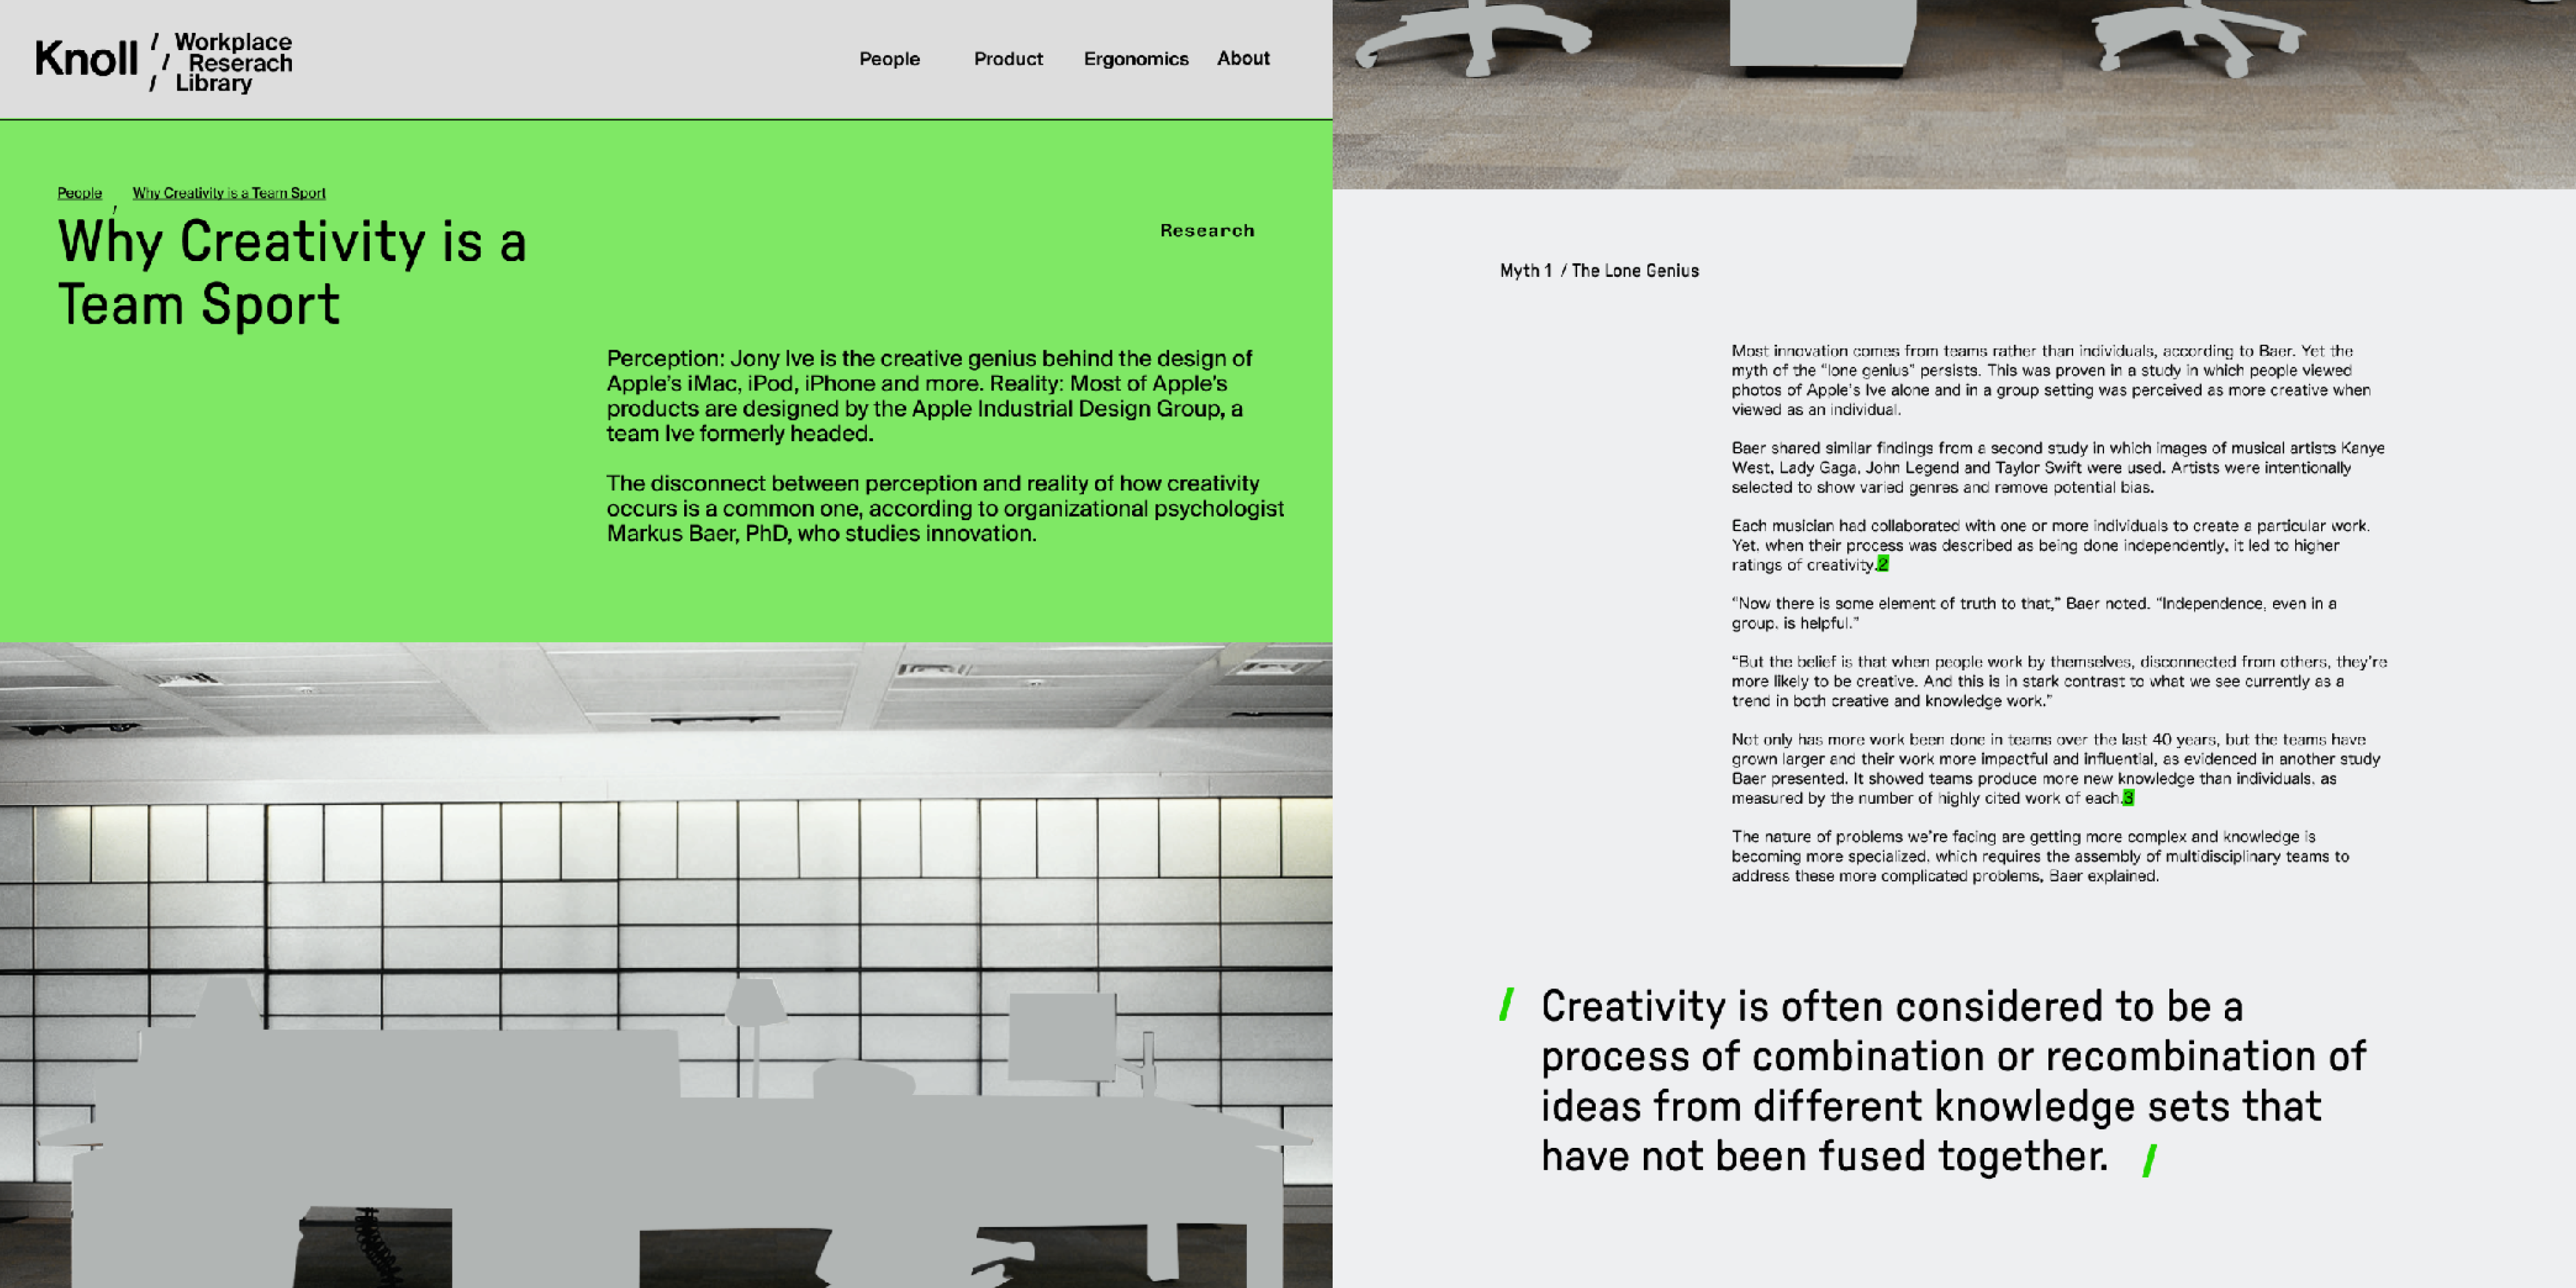 Knoll / Workplace
/ Reserach
/ Library
People Product Ergonomics About
People / Why Creativity is a Team Sport
Why Creativity is a
Team Sport
Research
Perception: Jony Ive is the creative genius behind the design of
Apple's iMac, iPod, iPhone and more. Reality: Most of Apple's
products are designed by the Apple Industrial Design Group, a
team Ive formerly headed.
The disconnect between perception and reality of how creativity
occurs is a common one, according to organizational psychologist
Markus Baer, PhD, who studies innovation.
Myth 1 / The Lone Genius
Most innovation comes from teams rather than individuals, according to Baer. Yet the
myth of the “lone genius” persists. This was proven in a study in which people viewed
photos of Apple's Ive alone and in a group setting was perceived as more creative when
viewed as an individual.
Baer shared similar findings from a second study in which images of musical artists Kanye
West, Lady Gaga, John Legend and Taylor Swift were used. Artists were intentionally
selected to show varied genres and remove potential bias.
Each musician had collaborated with one or more individuals to create a particular work.
Yet, when their process was described as being done independently, it led to higher
ratings of creativity.2
“Now there is some element of truth to that,” Baer noted. “Independence, even in a
group, is helpful.”
“But the belief is that when people work by themselves, disconnected from others, they're
more likely to be creative. And this is in stark contrast to what we see currently as a
trend in both creative and knowledge work.”
Not only has more work been done in teams over the last 40 years, but the teams have
grown larger and their work more impactful and influential, as evidenced in another study
Baer presented. It showed teams produce more new knowledge than individuals, as
measured by the number of highly cited work of each.3
The nature of problems we're facing are getting more complex and knowledge is
becoming more specialized, which requires the assembly of multidisciplinary teams to
address these more complicated problems, Baer explained.
/ Creativity is often considered to be a
process of combination or recombination of
ideas from different knowledge sets that
have not been fused together. /